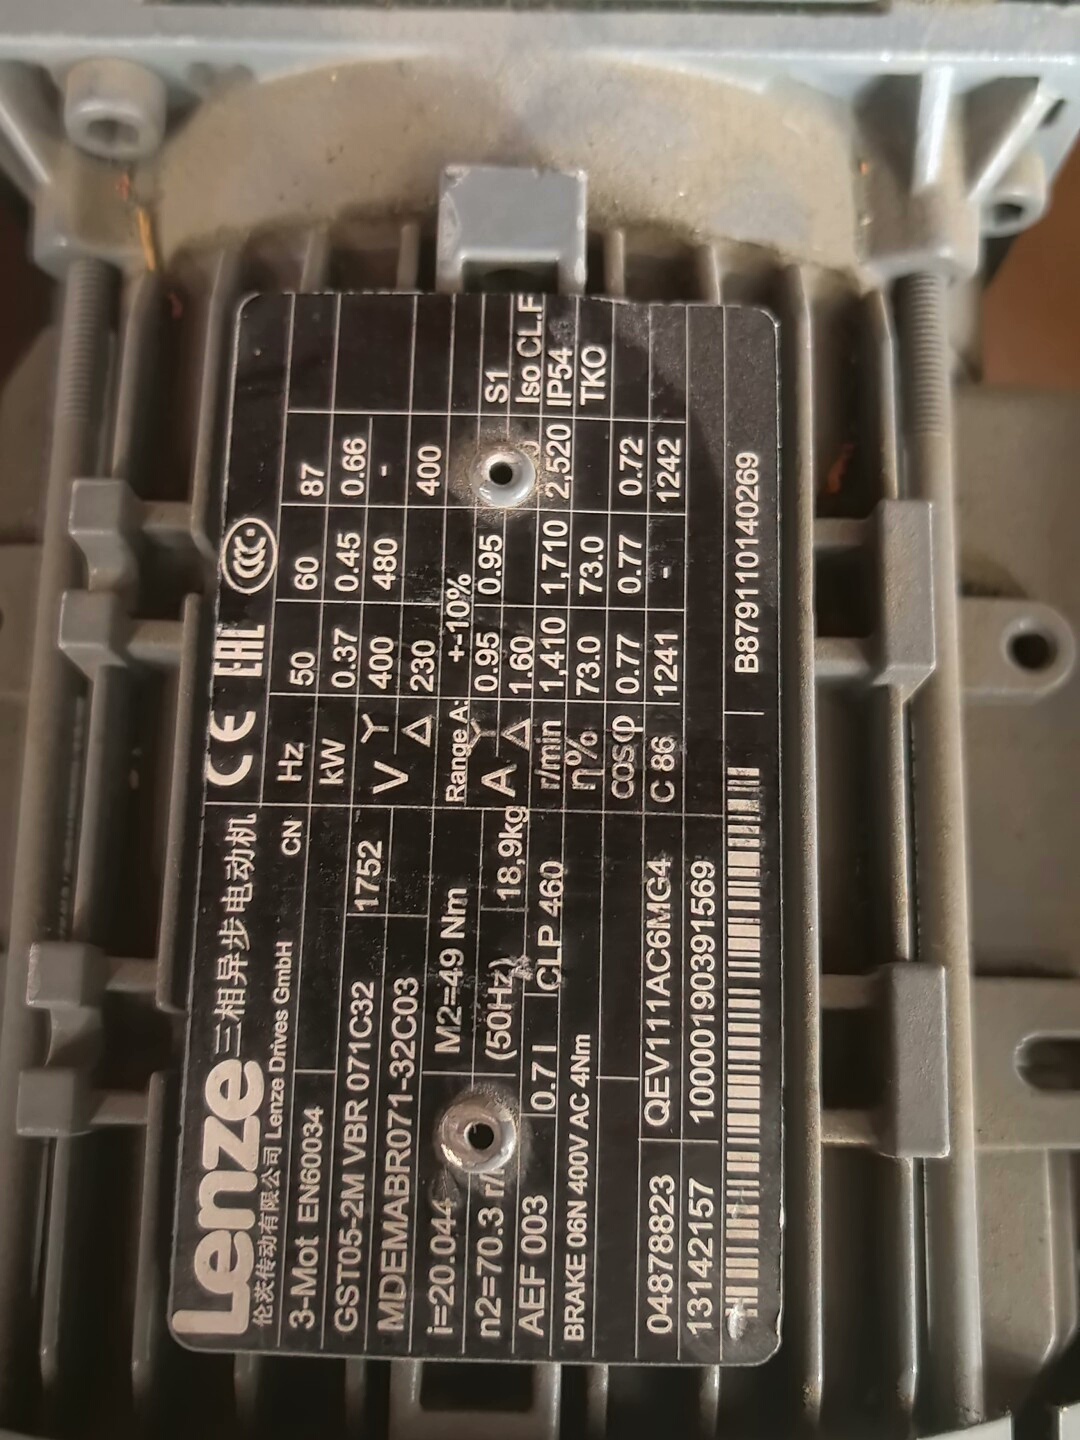 Lenze 三相异步电动机
伦茨传动有限公司 Lenze Drives GmbH CN
3-Mot EN60034
GST05-2M VBR 071C32 1752
MDEMABR071-32C03
i=20.044 M2=49 Nm
n2=70.3 r/ (50Hz) 18,9kg
AEF 003 0.7 l CLP 460
BRAKE 06N 400V AC 4Nm
04878823 QEV111AC6MG4
13142157 1000019039391569
CE EAC CCC
Hz 50 60 87
kW 0.37 0.45 0.66
V Y 400 480 -
Δ 230 400
Range A: +-10%
A Y 0.95 0.95 S1
Δ 1.60 Iso CL.F
r/min 1,410 1,710 2,520 IP54
η% 73.0 73.0 TKO
cosφ 0.77 0.77 0.72
C 86 1241 - 1242
B879110140269